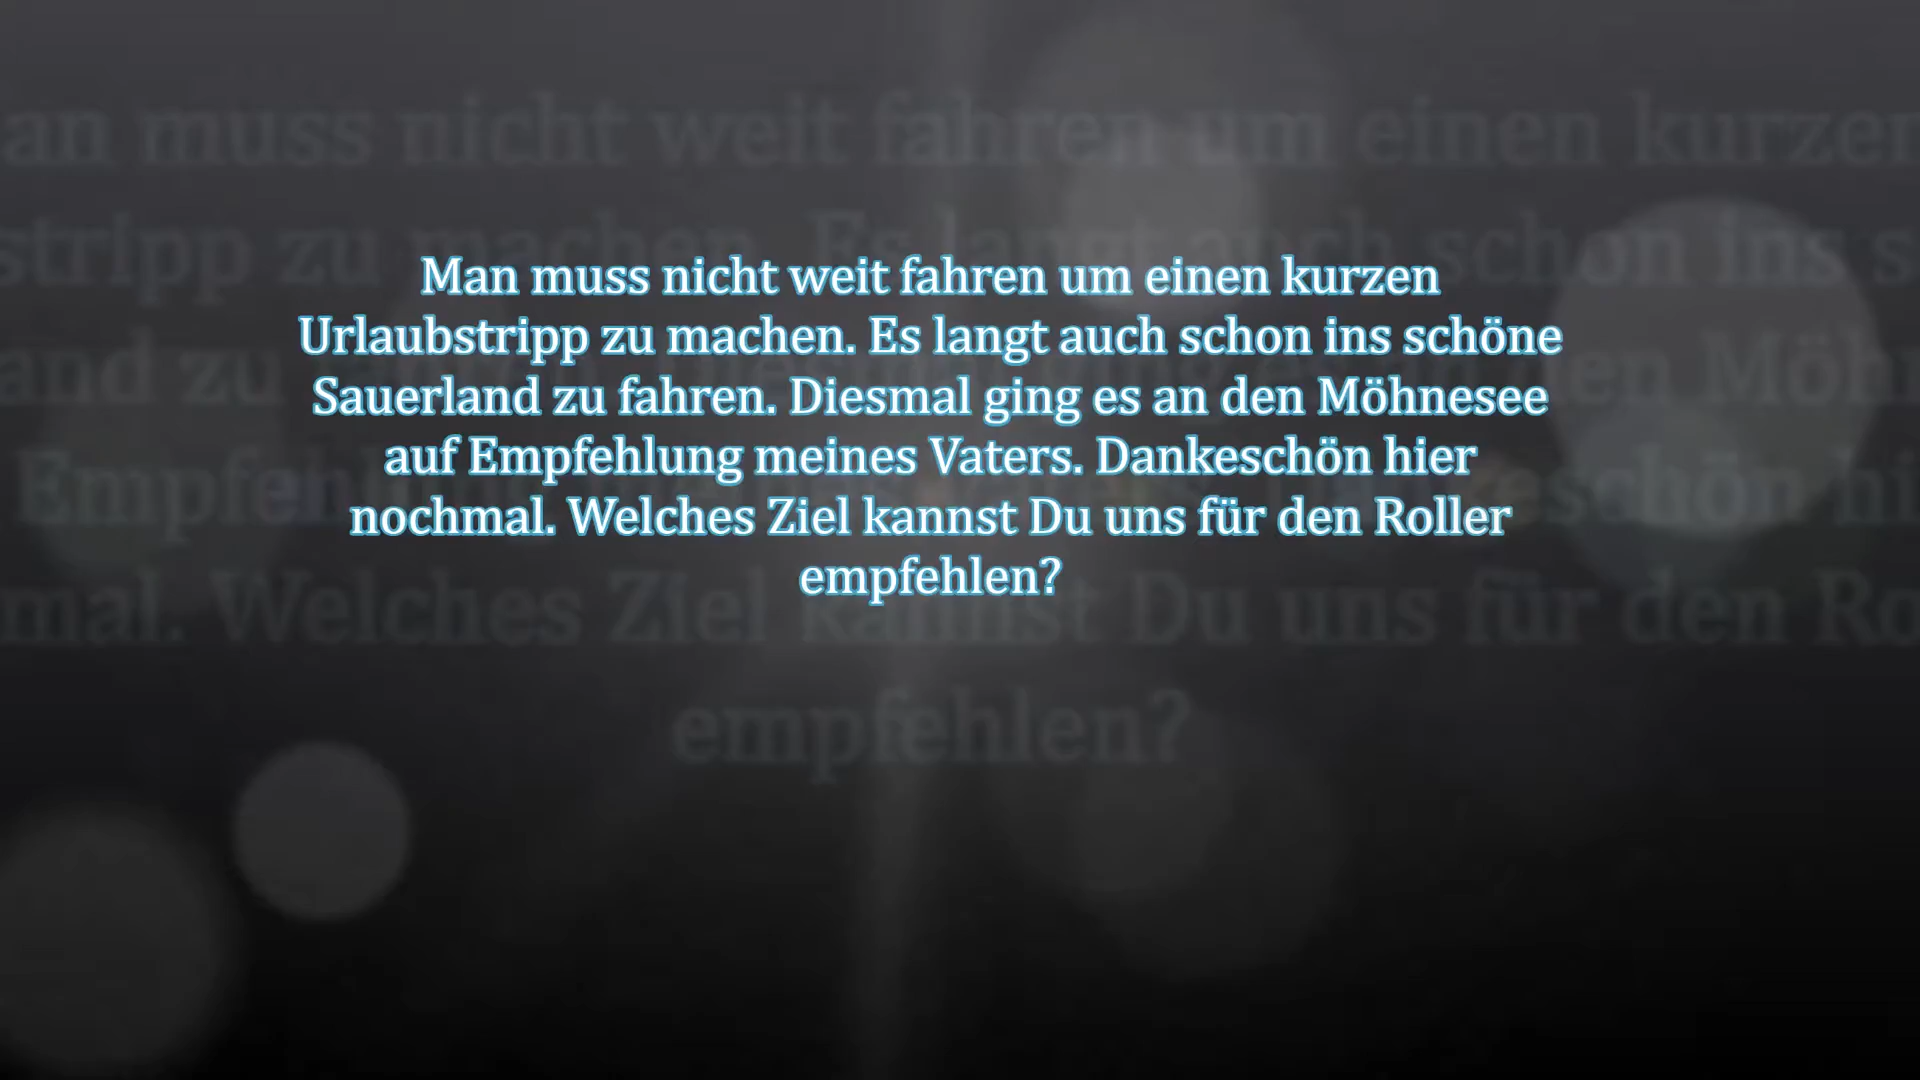 Man muss nicht weit fahren um einen kurzen
Urlaubstripp zu machen. Es langt auch schon ins schöne
Sauerland zu fahren. Diesmal ging es an den Möhnesee
auf Empfehlung meines Vaters. Dankeschön hier
nochmal. Welches Ziel kannst Du uns für den Roller
empfehlen?